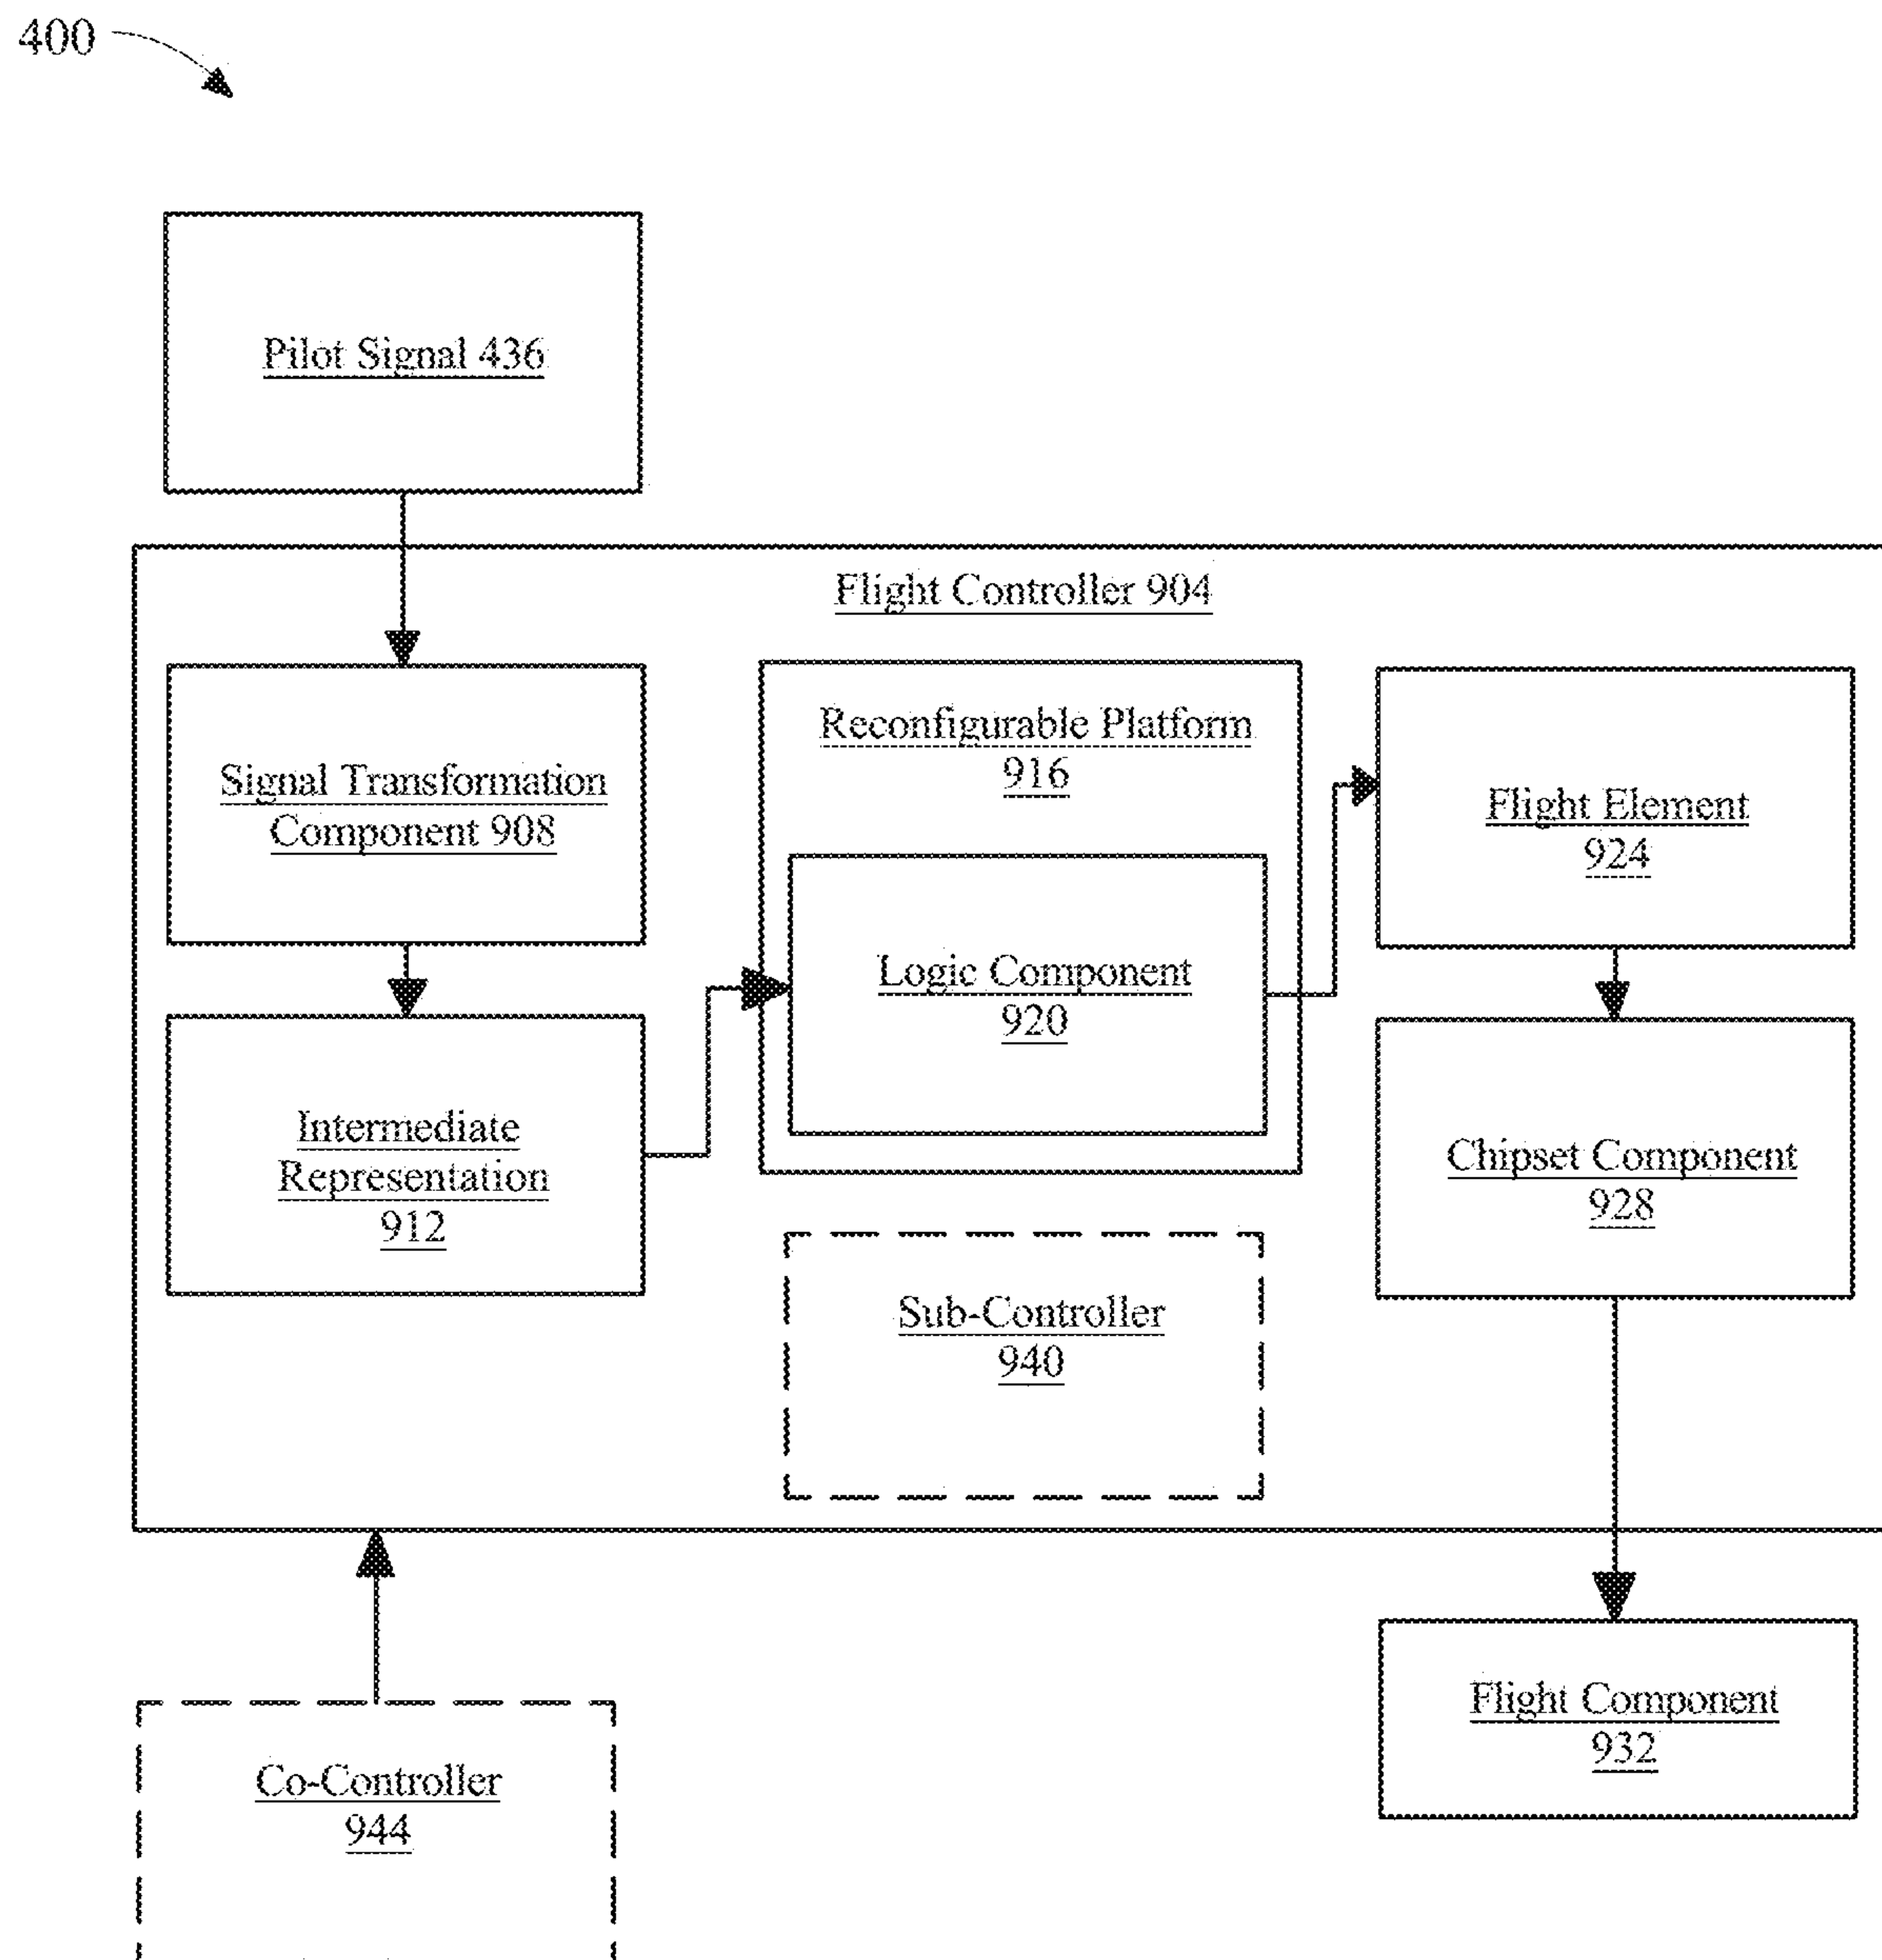 400
Pilot Signal 436
Flight Controller 904
Signal Transformation
Component 908
Reconfigurable Platform
916
Flight Element
924
Logic Component
920
Intermediate
Representation
912
Chipset Component
928
Sub-Controller
940
Flight Component
932
Co-Controller
944